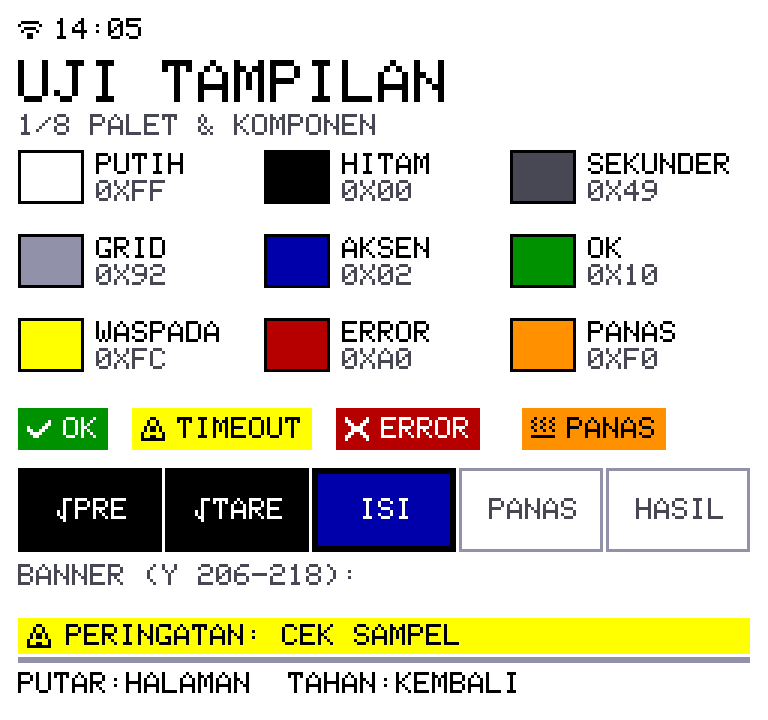 14:05
UJI TAMPILAN
1/8 PALET & KOMPONEN
PUTIH HITAM SEKUNDER
0XFF 0X00 0X49
GRID AKSEN OK
0X92 0X02 0X10
WASPADA ERROR PANAS
0XFC 0XA0 0XF0
OK TIMEOUT ERROR PANAS
√PRE √TARE ISI PANAS HASIL
BANNER (Y 206-218):
PERINGATAN: CEK SAMPEL
PUTAR:HALAMAN TAHAN:KEMBALI